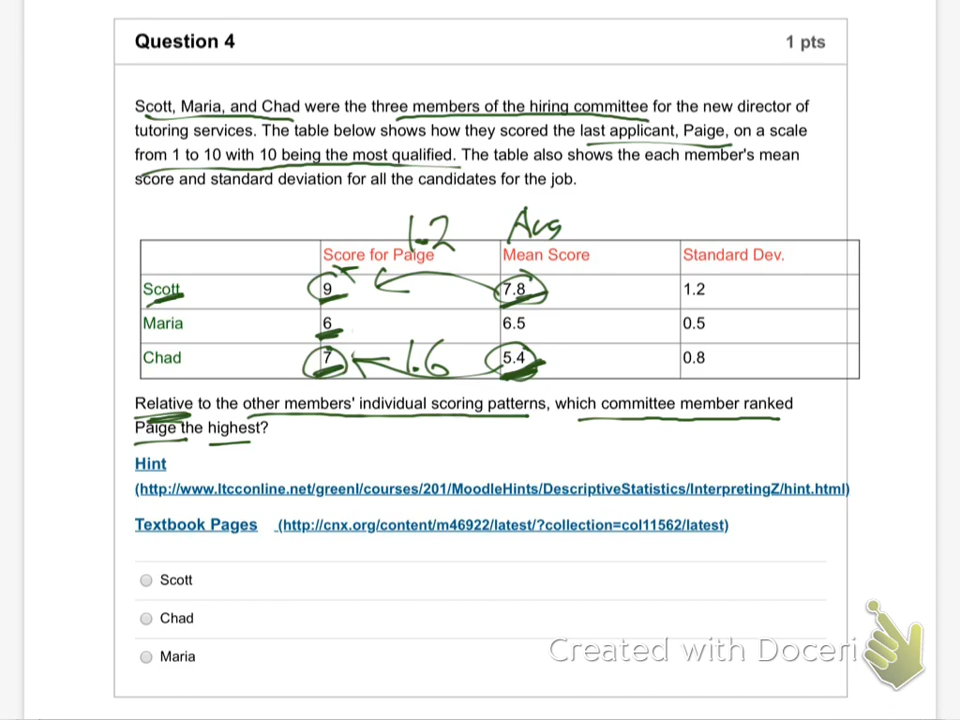 Question 4 1 pts
Scott, Maria, and Chad were the three members of the hiring committee for the new director of
tutoring services. The table below shows how they scored the last applicant, Paige, on a scale
from 1 to 10 with 10 being the most qualified. The table also shows the each member's mean
score and standard deviation for all the candidates for the job.
1.2 Avg
Score for Paige Mean Score Standard Dev.
Scott 9 7.8 1.2
Maria 6 6.5 0.5
Chad 7 1.6 5.4 0.8
Relative to the other members' individual scoring patterns, which committee member ranked
Paige the highest?
Hint
(http://www.ltcconline.net/greenl/courses/201/MoodleHints/DescriptiveStatistics/InterpretingZ/hint.html)
Textbook Pages (http://cnx.org/content/m46922/latest/?collection=col11562/latest)
Scott
Chad
Maria
Created with Doceri